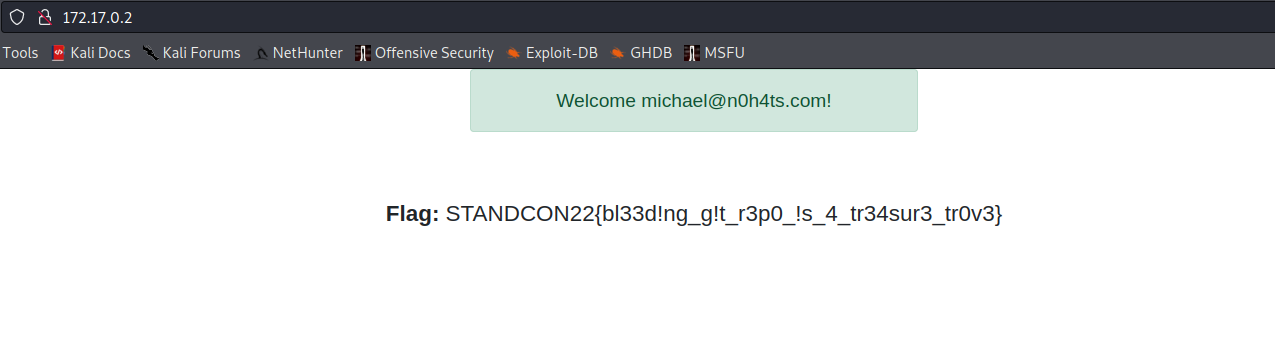 172.17.0.2
Tools Kali Docs Kali Forums NetHunter Offensive Security Exploit-DB GHDB MSFU
Welcome michael@n0h4ts.com!
Flag: STANDCON22{bl33d!ng_g!t_r3p0_!s_4_tr34sur3_tr0v3}